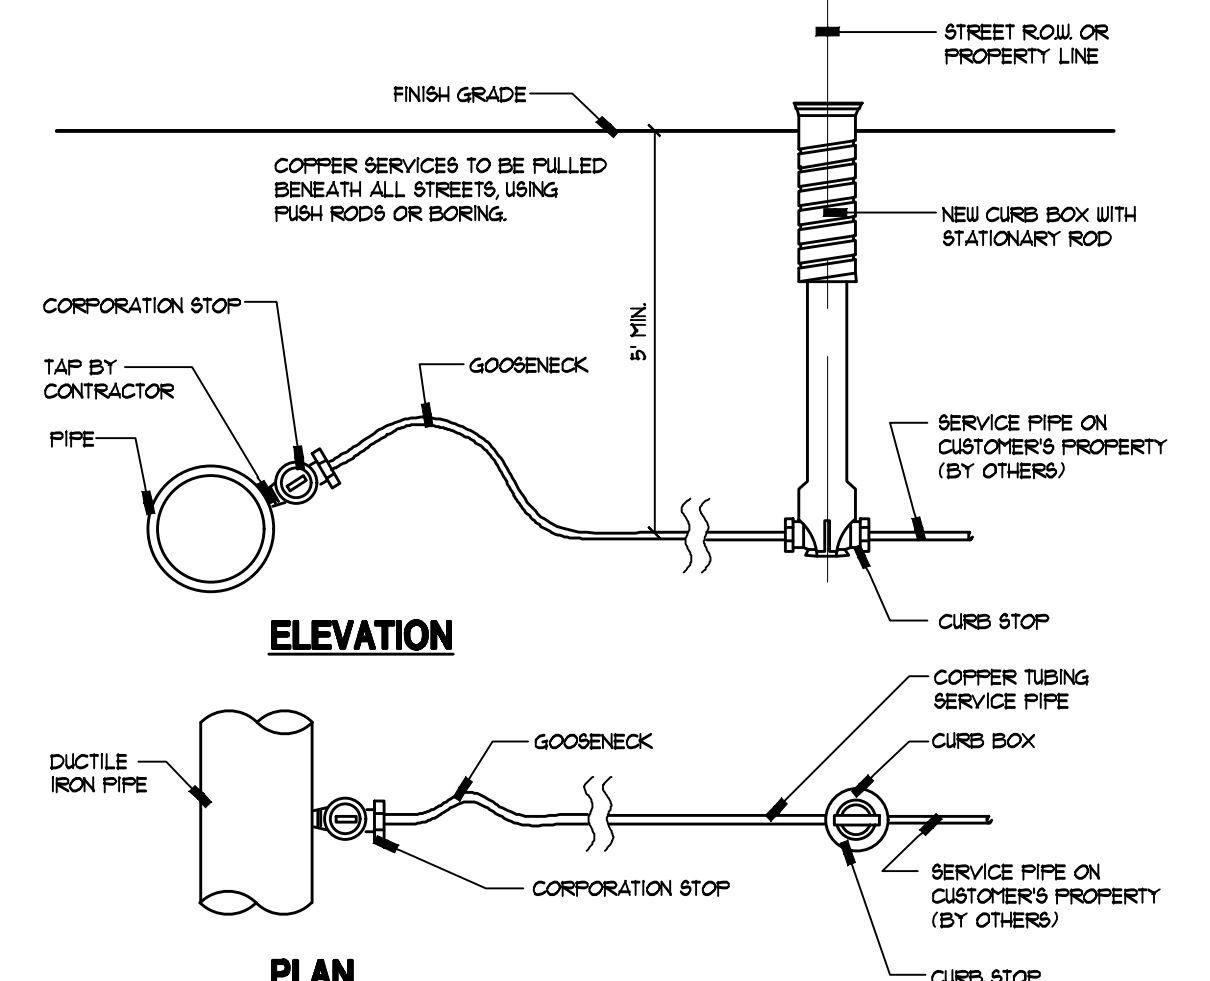 STREET R.O.W. OR
PROPERTY LINE
FINISH GRADE
COPPER SERVICES TO BE PULLED
BENEATH ALL STREETS, USING
PUSH RODS OR BORING.
NEW CURB BOX WITH
STATIONARY ROD
CORPORATION STOP
5' MIN.
TAP BY
CONTRACTOR
GOOSENECK
PIPE
SERVICE PIPE ON
CUSTOMER'S PROPERTY
(BY OTHERS)
CURB STOP
ELEVATION
COPPER TUBING
SERVICE PIPE
GOOSENECK
CURB BOX
DUCTILE
IRON PIPE
CORPORATION STOP
SERVICE PIPE ON
CUSTOMER'S PROPERTY
(BY OTHERS)
PLAN
CURB STOP